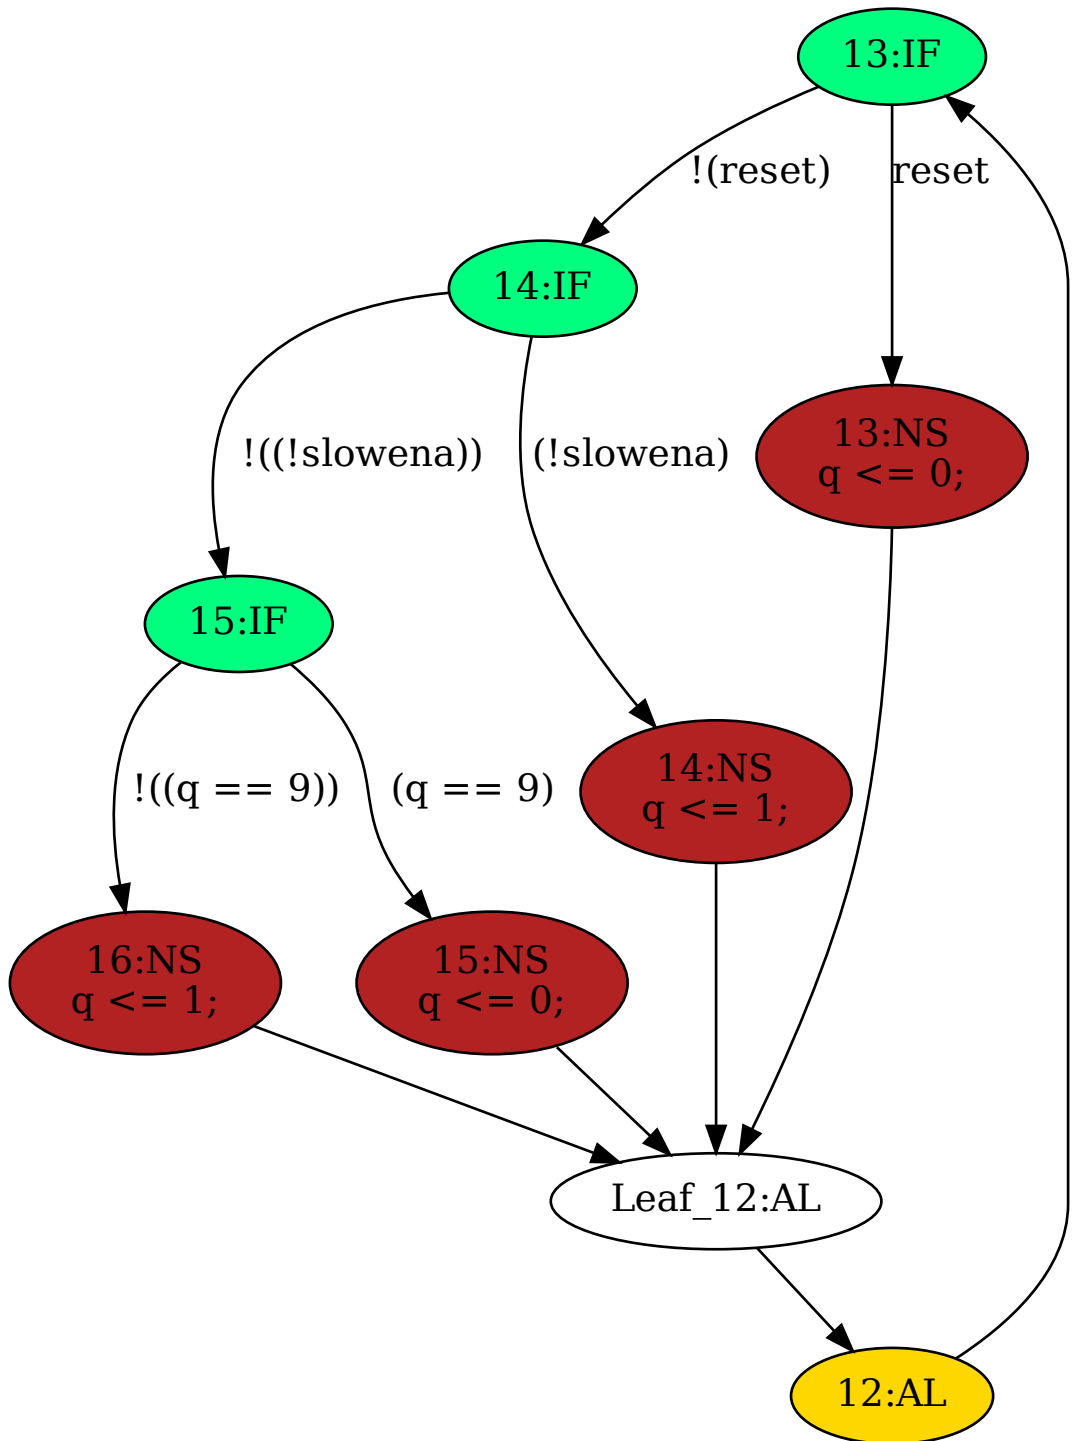 13:IF
!(reset)
reset
14:IF
13:NS
q <= 0;
!((!slowena))
(!slowena)
15:IF
14:NS
q <= 1;
!((q == 9))
(q == 9)
16:NS
q <= 1;
15:NS
q <= 0;
Leaf_12:AL
12:AL